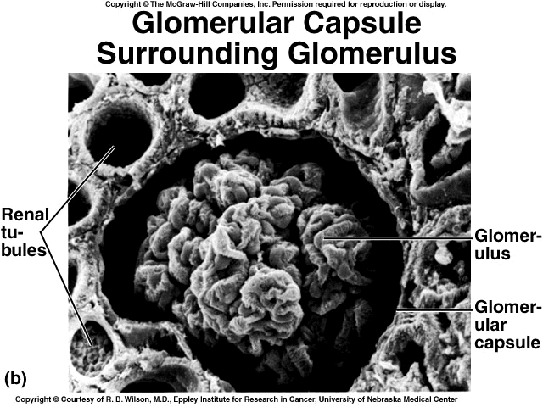 Copyright © The McGraw-Hill Companies, Inc. Permission required for reproduction or display.
Glomerular Capsule
Surrounding Glomerulus
Renal
tu-
bules
Glomer-
ulus
Glomer-
ular
capsule
(b)
Copyright © Courtesy of R. B. Wilson, M.D., Eppley Institute for Research in Cancer, University of Nebraska Medical Center